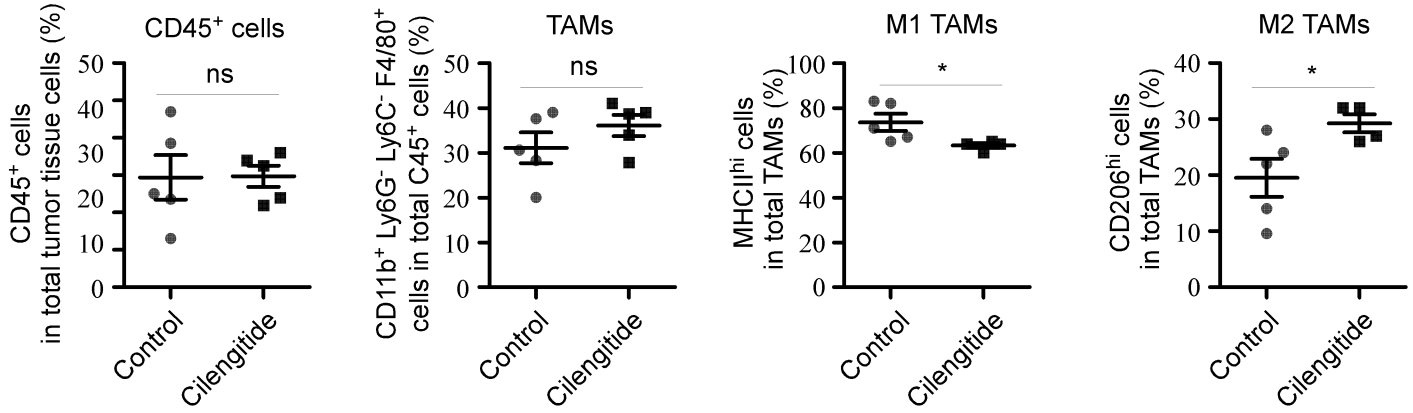 CD45⁺ cells
CD45⁺ cells
in total tumor tissue cells (%)
50
40
30
20
10
0
ns
Control
Cilengitide
TAMs
CD11b⁺ Ly6G⁻ Ly6C⁻ F4/80⁺
cells in total C45⁺ cells (%)
50
40
30
20
10
0
ns
Control
Cilengitide
M1 TAMs
MHCIIʰⁱ cells
in total TAMs (%)
100
80
60
40
20
0
*
Control
Cilengitide
M2 TAMs
CD206ʰⁱ cells
in total TAMs (%)
40
30
20
10
0
*
Control
Cilengitide